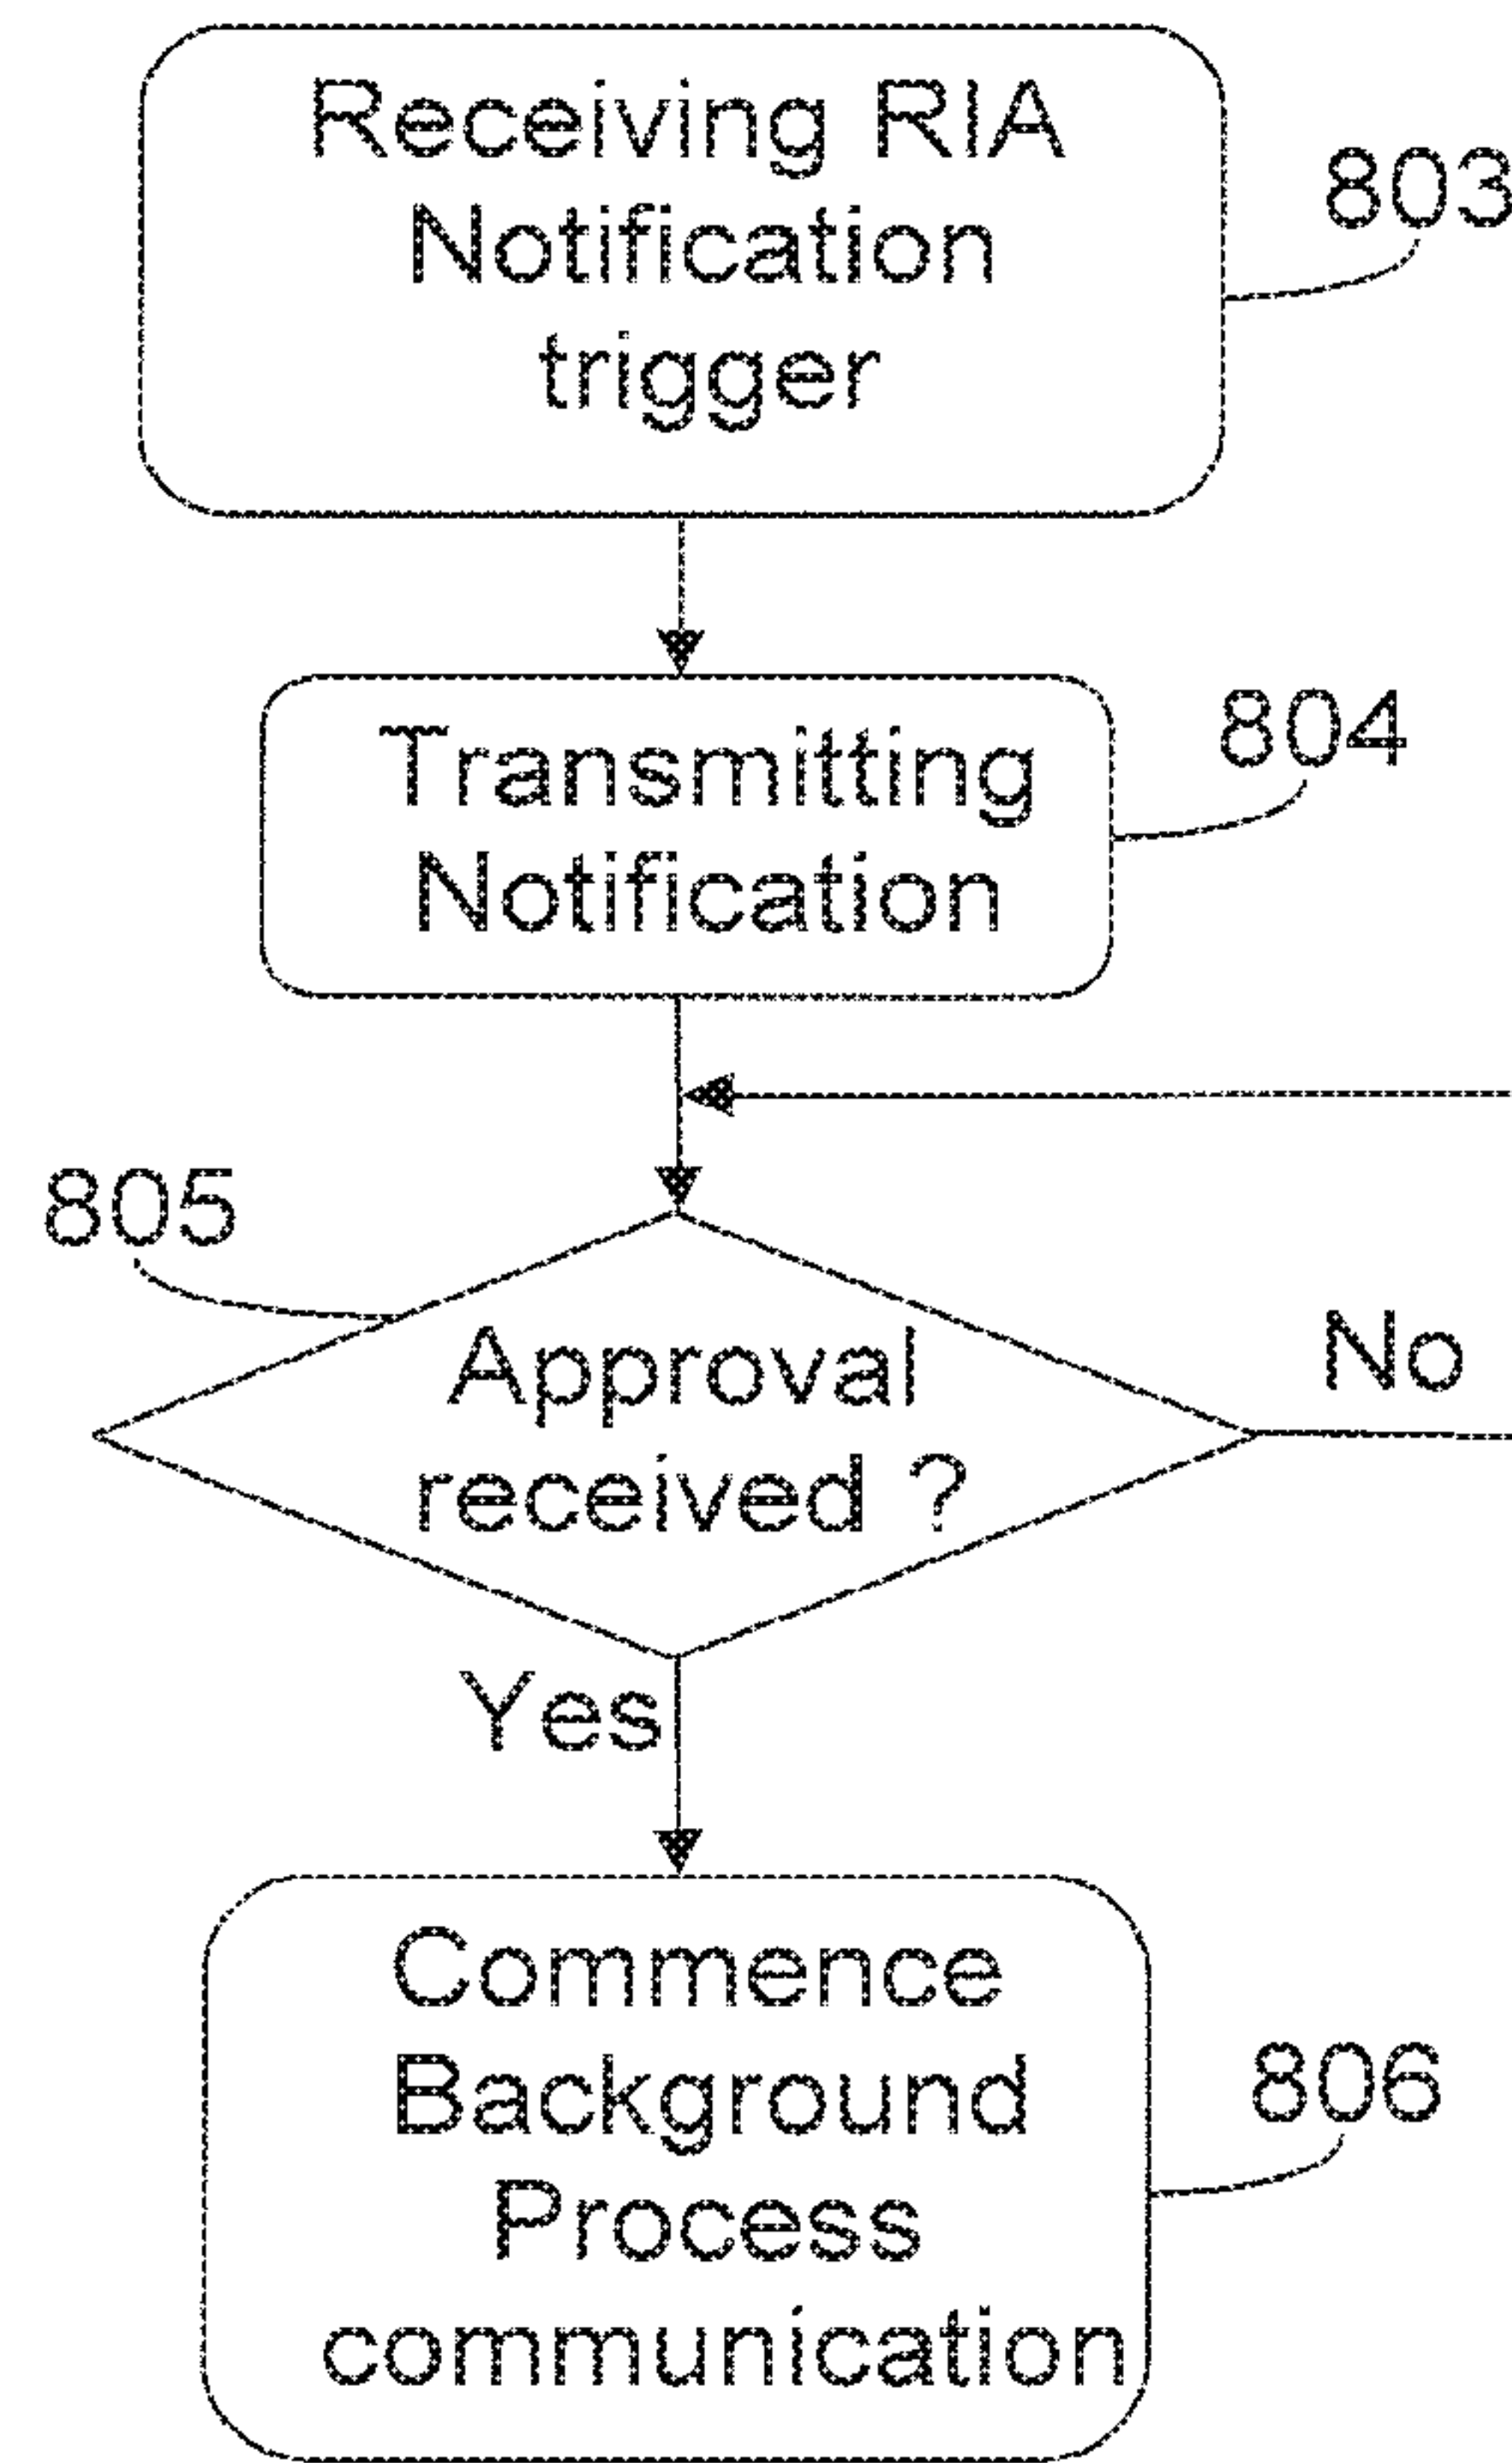 Receiving RIA
Notification
trigger
803
Transmitting
Notification
804
805
Approval
received ?
No
Yes
Commence
Background
Process
communication
806